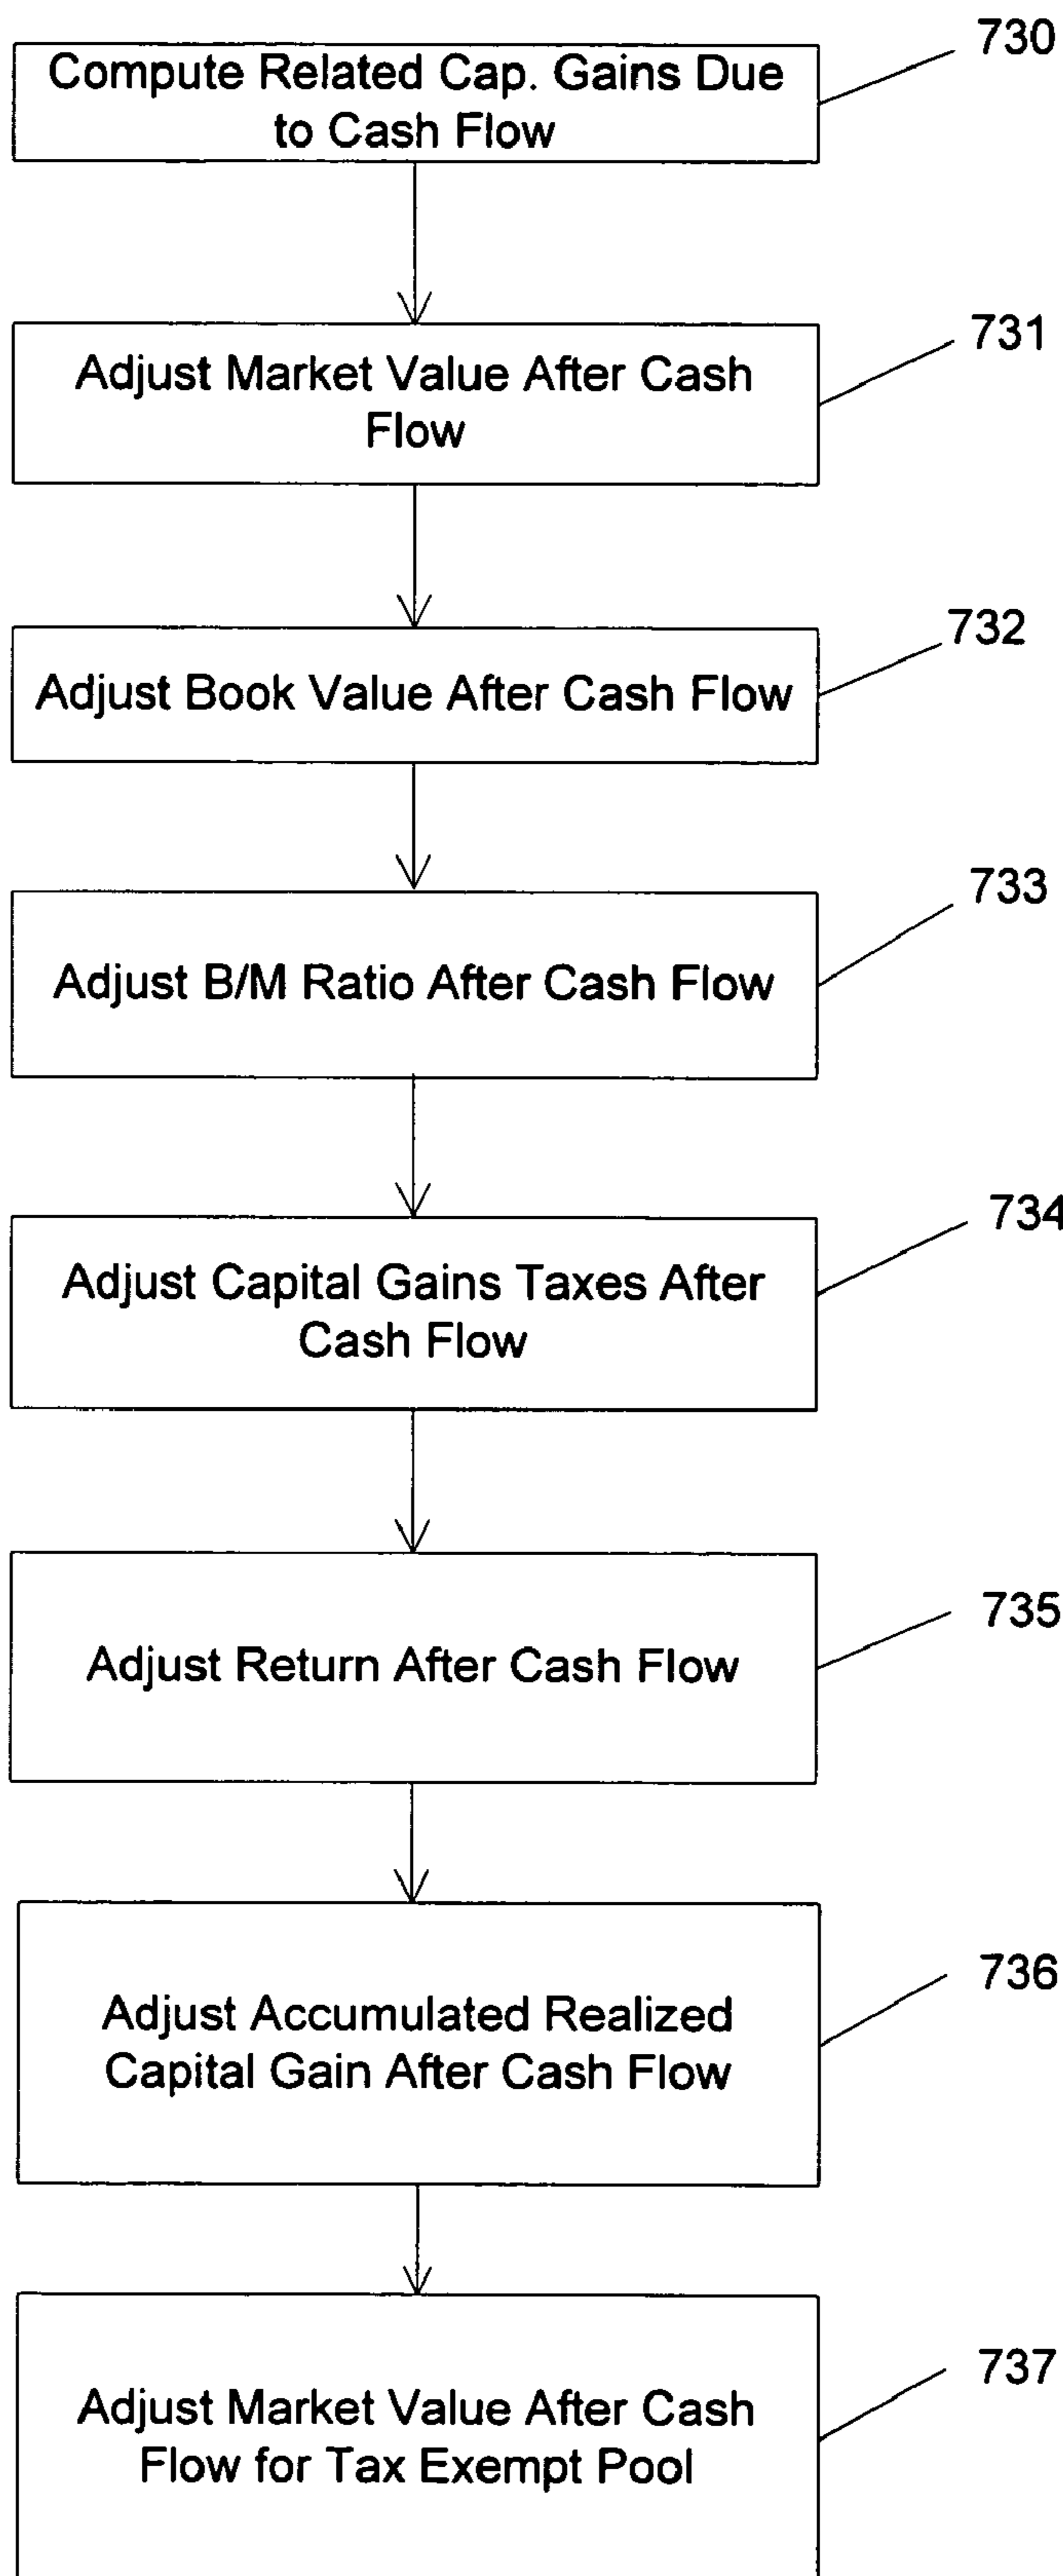 730
Compute Related Cap. Gains Due
to Cash Flow
731
Adjust Market Value After Cash
Flow
732
Adjust Book Value After Cash Flow
733
Adjust B/M Ratio After Cash Flow
734
Adjust Capital Gains Taxes After
Cash Flow
735
Adjust Return After Cash Flow
736
Adjust Accumulated Realized
Capital Gain After Cash Flow
737
Adjust Market Value After Cash
Flow for Tax Exempt Pool